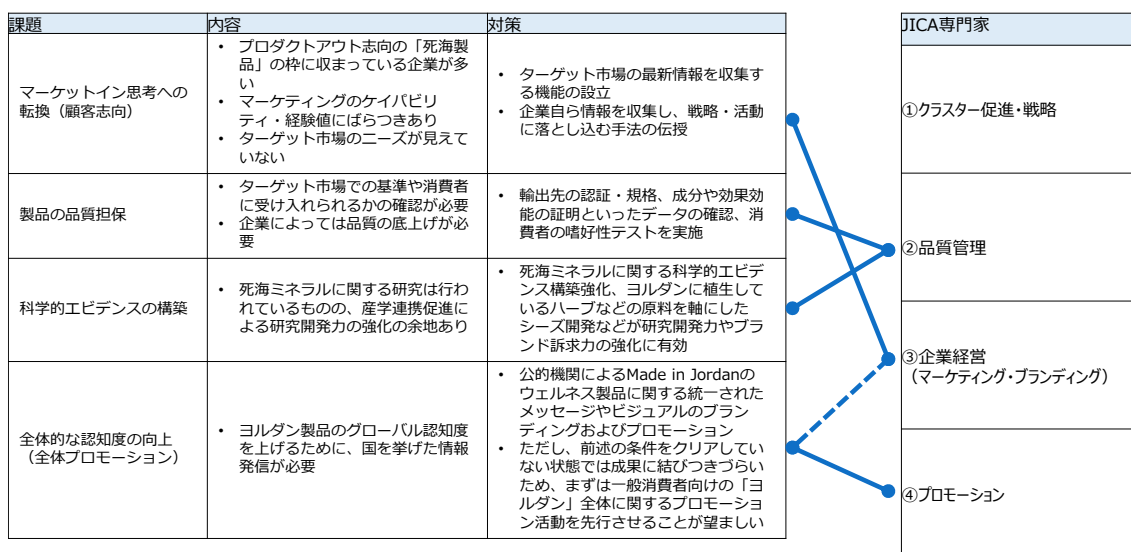 課題
内容
対策
マーケットイン思考への
転換（顧客志向）
• プロダクトアウト志向の「死海製
品」の枠に収まっている企業が多
い
• マーケティングのケイパビリ
ティ・経験値にばらつきあり
• ターゲット市場のニーズが見えて
いない
• ターゲット市場の最新情報を収集す
る機能の設立
• 企業自ら情報を収集し、戦略・活動
に落とし込む手法の伝授
製品の品質担保
• ターゲット市場での基準や消費者
に受け入れられるかの確認が必要
• 企業によっては品質の底上げが必
要
• 輸出先の認証・規格、成分や効果効
能の証明といったデータの確認、消
費者の嗜好性テストを実施
科学的エビデンスの構築
• 死海ミネラルに関する研究は行わ
れているものの、産学連携促進に
よる研究開発力の強化の余地あり
• 死海ミネラルに関する科学的エビデ
ンス構築強化、ヨルダンに植生して
いるハーブなどの原料を軸にした
シーズ開発などが研究開発力やブラ
ンド訴求力の強化に有効
全体的な認知度の向上
（全体プロモーション）
• ヨルダン製品のグローバル認知度
を上げるために、国を挙げた情報
発信が必要
• 公的機関によるMade in Jordanの
ウェルネス製品に関する統一された
メッセージやビジュアルのブラン
ディングおよびプロモーション
• ただし、前述の条件をクリアしてい
ない状態では成果に結びつきづらい
ため、まずは一般消費者向けの「ヨ
ルダン」全体に関するプロモーショ
ン活動を先行させることが望ましい
JICA専門家
①クラスター促進・戦略
②品質管理
③企業経営
（マーケティング・ブランディング）
④プロモーション